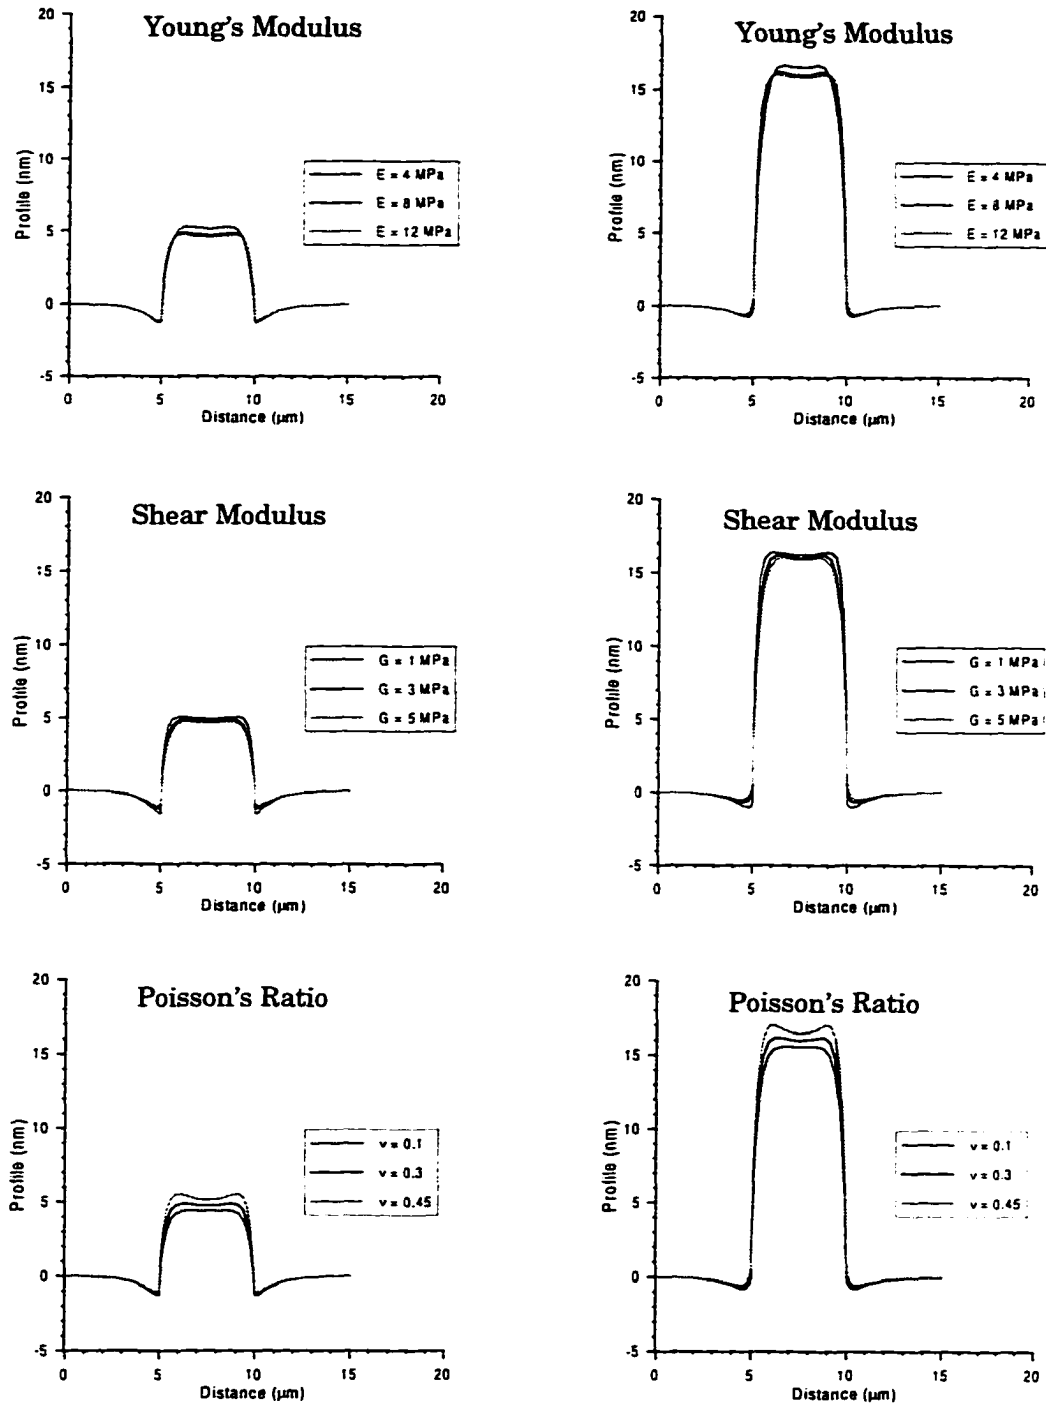 Young's Modulus
20
15
10
5
0
-5
Profile (nm)
E = 4 MPa
E = 8 MPa
E = 12 MPa
0 5 10 15 20
Distance (µm)
Young's Modulus
20
15
10
5
0
-5
Profile (nm)
E = 4 MPa
E = 8 MPa
E = 12 MPa
0 5 10 15 20
Distance (µm)
Shear Modulus
20
15
10
5
0
-5
Profile (nm)
G = 1 MPa
G = 3 MPa
G = 5 MPa
0 5 10 15 20
Distance (µm)
Shear Modulus
20
15
10
5
0
-5
Profile (nm)
G = 1 MPa
G = 3 MPa
G = 5 MPa
0 5 10 15 20
Distance (µm)
Poisson's Ratio
20
15
10
5
0
-5
Profile (nm)
v = 0.1
v = 0.3
v = 0.45
0 5 10 15 20
Distance (µm)
Poisson's Ratio
20
15
10
5
0
-5
Profile (nm)
v = 0.1
v = 0.3
v = 0.45
0 5 10 15 20
Distance (µm)